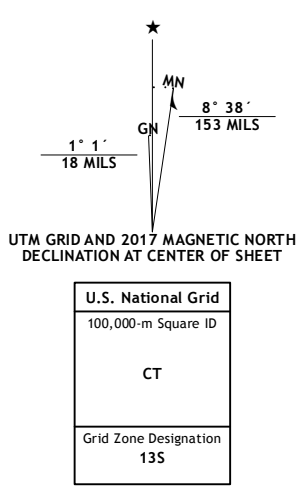 ★
MN
GN
8° 38´
153 MILS
1° 1´
18 MILS
UTM GRID AND 2017 MAGNETIC NORTH
DECLINATION AT CENTER OF SHEET
U.S. National Grid
100,000-m Square ID
CT
Grid Zone Designation
13S